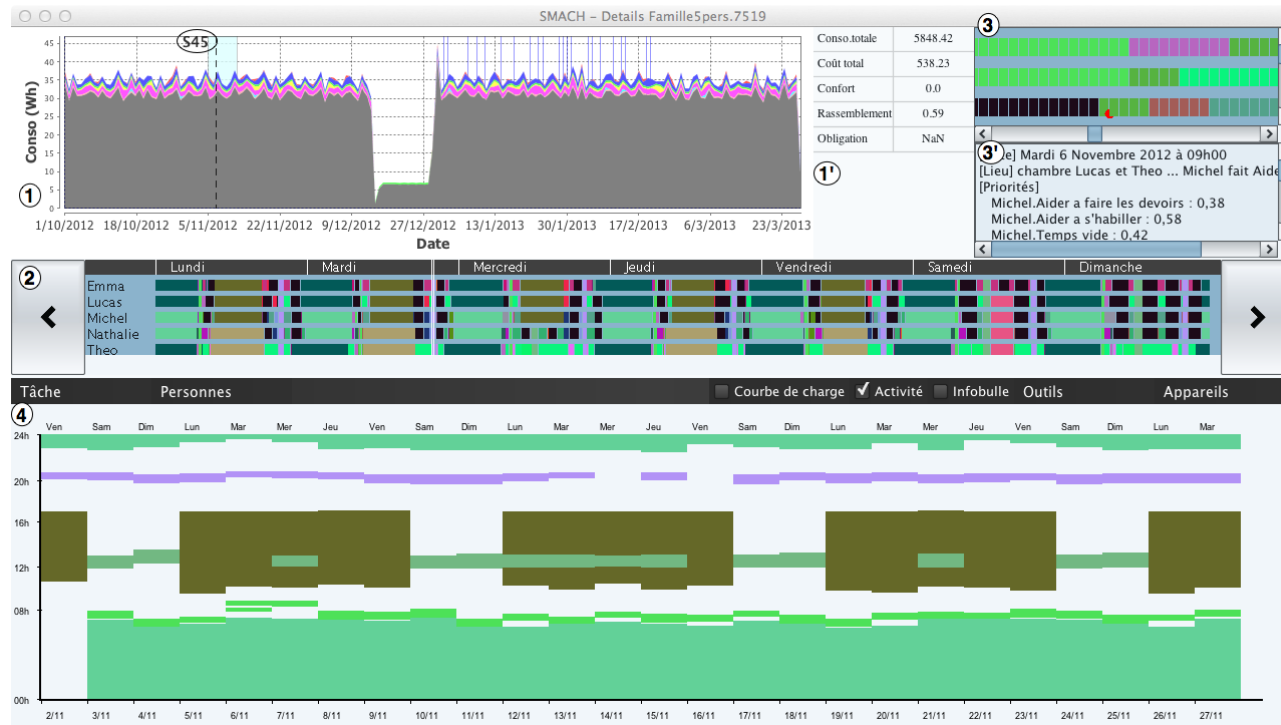 SMACH – Details Famille5pers.7519
1
S45
Conso (Wh)
45
40
35
30
25
20
15
10
5
0
1/10/2012 18/10/2012 5/11/2012 22/11/2012 9/12/2012 27/12/2012 13/1/2013 30/1/2013 17/2/2013 6/3/2013 23/3/2013
Date
Conso.totale 5848.42
Coût total 538.23
Confort 0.0
Rassemblement 0.59
Obligation NaN
1'
3
3'
] Mardi 6 Novembre 2012 à 09h00
[Lieu] chambre Lucas et Theo ... Michel fait Aide
[Priorités]
Michel.Aider a faire les devoirs : 0,38
Michel.Aider a s'habiller : 0,58
Michel.Temps vide : 0,42
2
Lundi Mardi Mercredi Jeudi Vendredi Samedi Dimanche
Emma
Lucas
Michel
Nathalie
Theo
Tâche Personnes Courbe de charge Activité Infobulle Outils Appareils
4
Ven Sam Dim Lun Mar Mer Jeu Ven Sam Dim Lun Mar Mer Jeu Ven Sam Dim Lun Mar Mer Jeu Ven Sam Dim Lun Mar
24h
20h
16h
12h
08h
00h
2/11 3/11 4/11 5/11 6/11 7/11 8/11 9/11 10/11 11/11 12/11 13/11 14/11 15/11 16/11 17/11 18/11 19/11 20/11 21/11 22/11 23/11 24/11 25/11 26/11 27/11